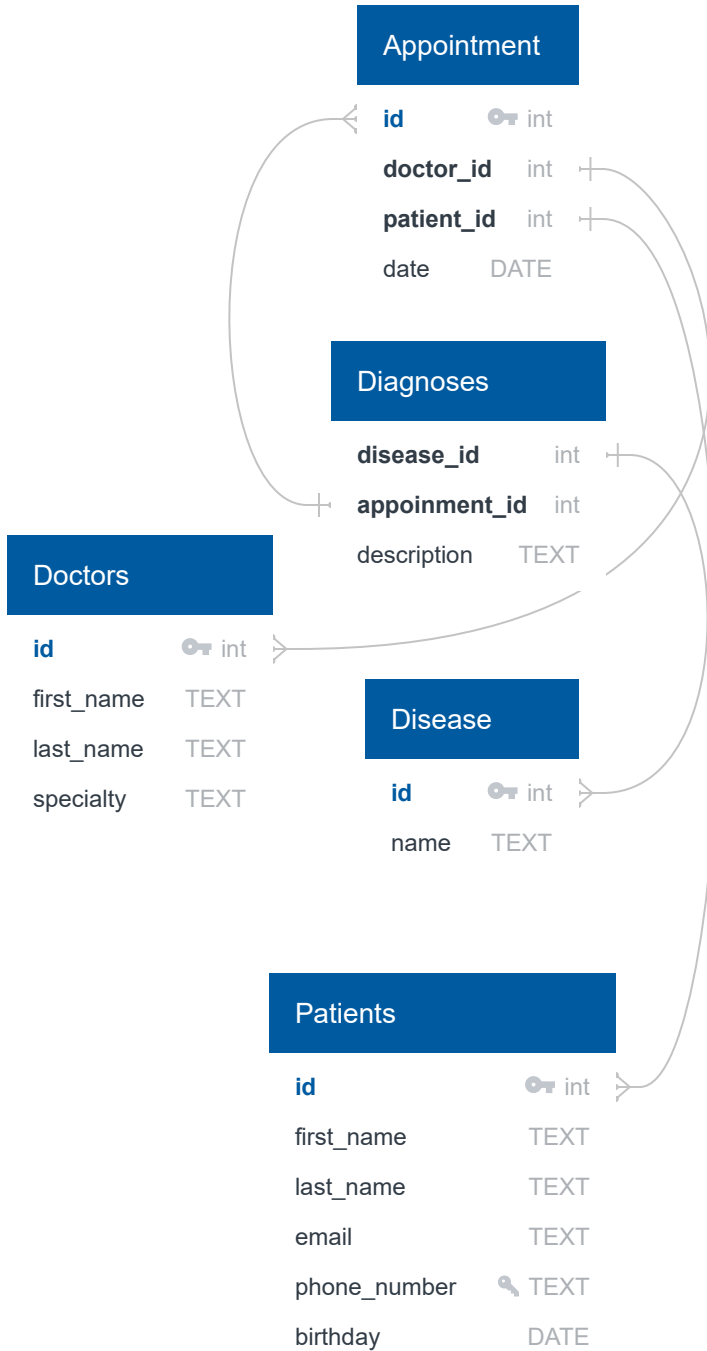 Appointment
id int
doctor_id int
patient_id int
date DATE
Diagnoses
disease_id int
appoinment_id int
description TEXT
Doctors
id int
first_name TEXT
last_name TEXT
specialty TEXT
Disease
id int
name TEXT
Patients
id int
first_name TEXT
last_name TEXT
email TEXT
phone_number TEXT
birthday DATE